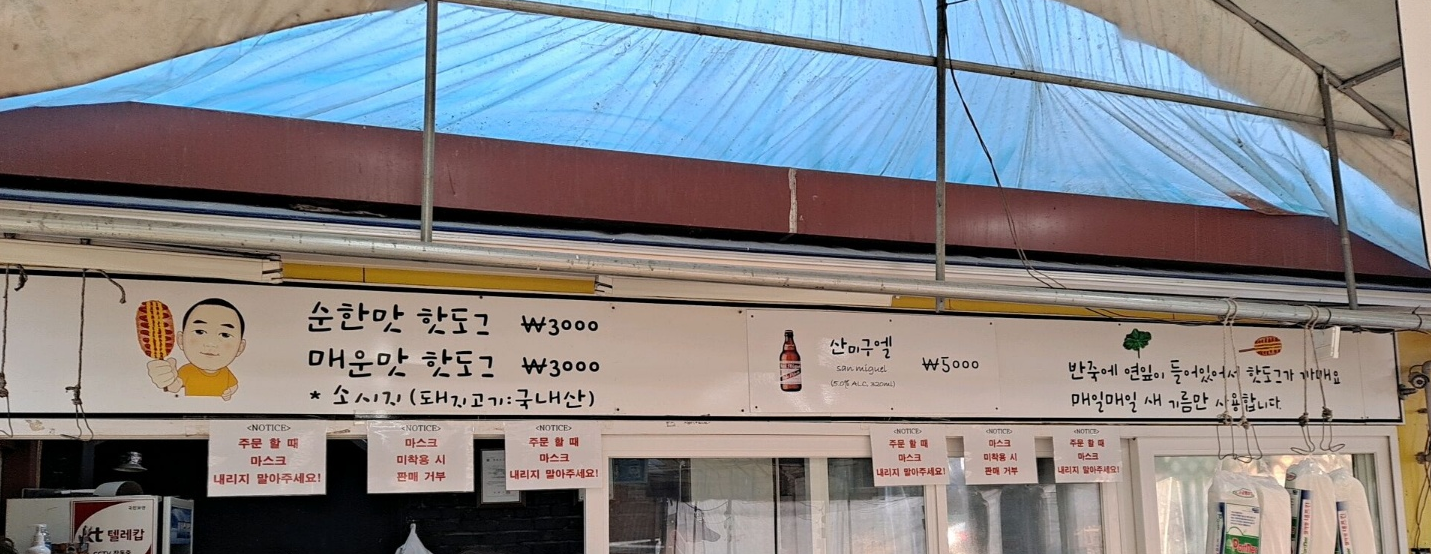 순한맛 핫도그 ₩3000
매운맛 핫도그 ₩3000
* 소시지 (돼지고기:국내산)
산미구엘
san miguel
(5.0% ALC. 320ml)
₩5000
반죽에 연잎이 들어있어서 핫도그가 까매요
매일매일 새 기름만 사용합니다.
<NOTICE>
주문 할 때
마스크
내리지 말아주세요!
<NOTICE>
마스크
미착용 시
판매 거부
<NOTICE>
주문 할 때
마스크
내리지 말아주세요!
<NOTICE>
주문 할 때
마스크
내리지 말아주세요!
<NOTICE>
마스크
미착용 시
판매 거부
<NOTICE>
주문 할 때
마스크
내리지 말아주세요!
kt 텔레캅